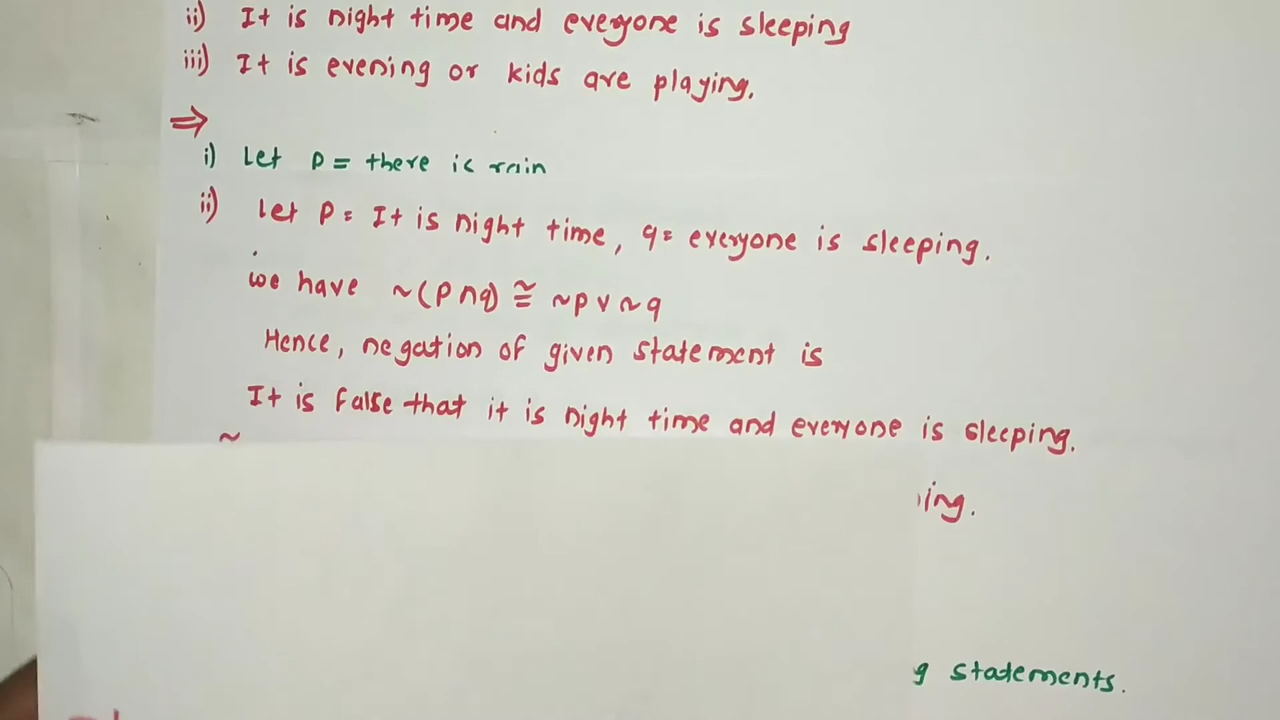 ii) It is night time and everyone is sleeping
iii) It is evening or kids are playing.
⇒
i) Let p = there is rain
ii) Let p = It is night time, q = everyone is sleeping.
we have ~(p ∧ q) ≅ ~p ∨ ~q
Hence, negation of given statement is
It is false that it is night time and everyone is sleeping.
~
ing.
g statements.